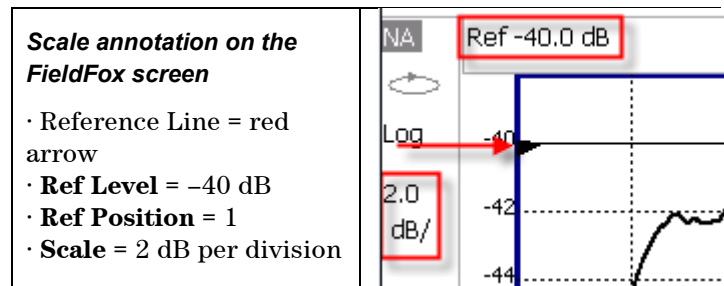 Scale annotation on the
FieldFox screen
· Reference Line = red
arrow
· Ref Level = −40 dB
· Ref Position = 1
· Scale = 2 dB per division
NA
Ref -40.0 dB
Log
-40
2.0
dB/
-42
-44